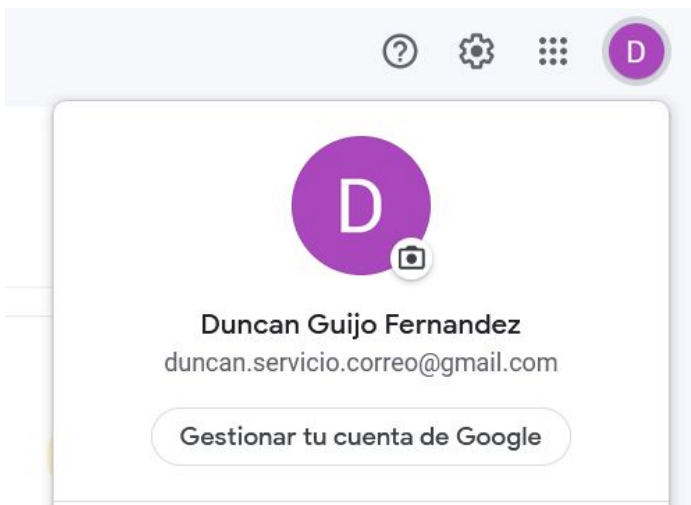 D
D
Duncan Guijo Fernandez
duncan.servicio.correo@gmail.com
Gestionar tu cuenta de Google